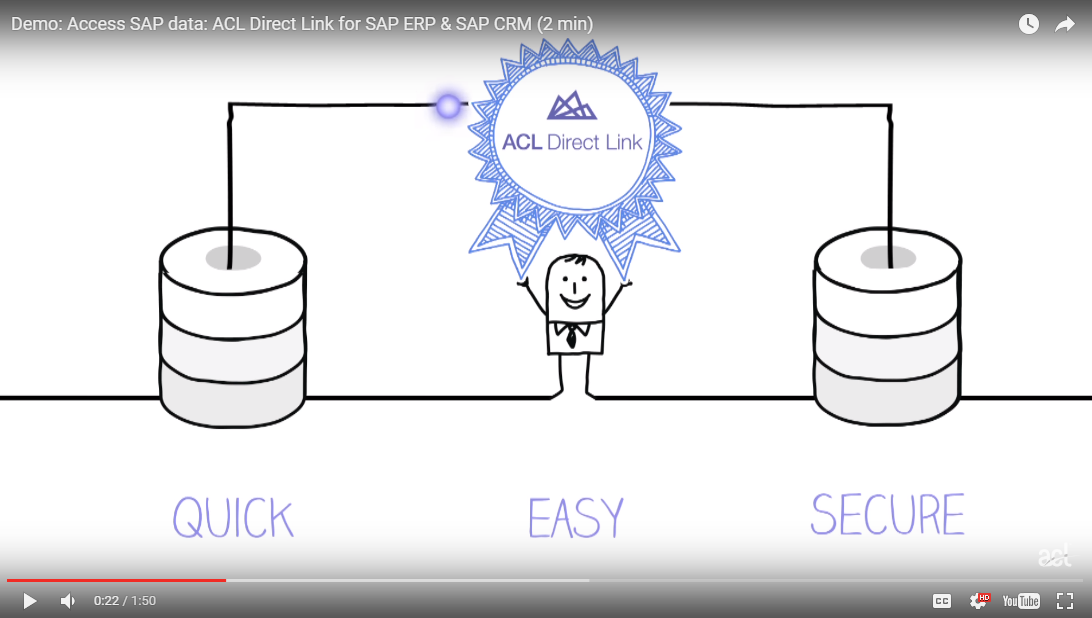 Demo: Access SAP data: ACL Direct Link for SAP ERP & SAP CRM (2 min)
ACL Direct Link
QUICK EASY SECURE
acl
0:22 / 1:50
CC HD YouTube